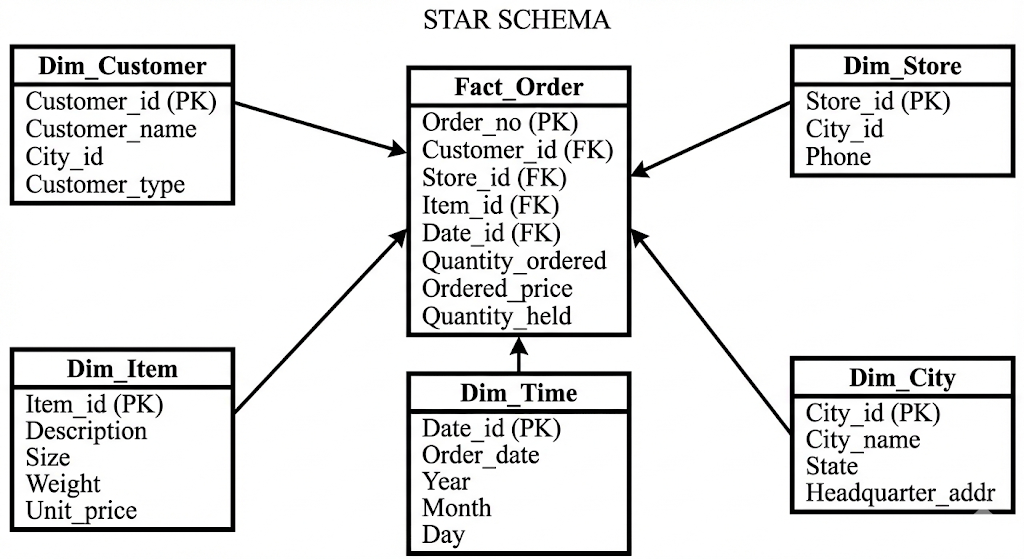 STAR SCHEMA
Dim_Customer
Customer_id (PK)
Customer_name
City_id
Customer_type
Fact_Order
Order_no (PK)
Customer_id (FK)
Store_id (FK)
Item_id (FK)
Date_id (FK)
Quantity_ordered
Ordered_price
Quantity_held
Dim_Store
Store_id (PK)
City_id
Phone
Dim_Item
Item_id (PK)
Description
Size
Weight
Unit_price
Dim_Time
Date_id (PK)
Order_date
Year
Month
Day
Dim_City
City_id (PK)
City_name
State
Headquarter_addr